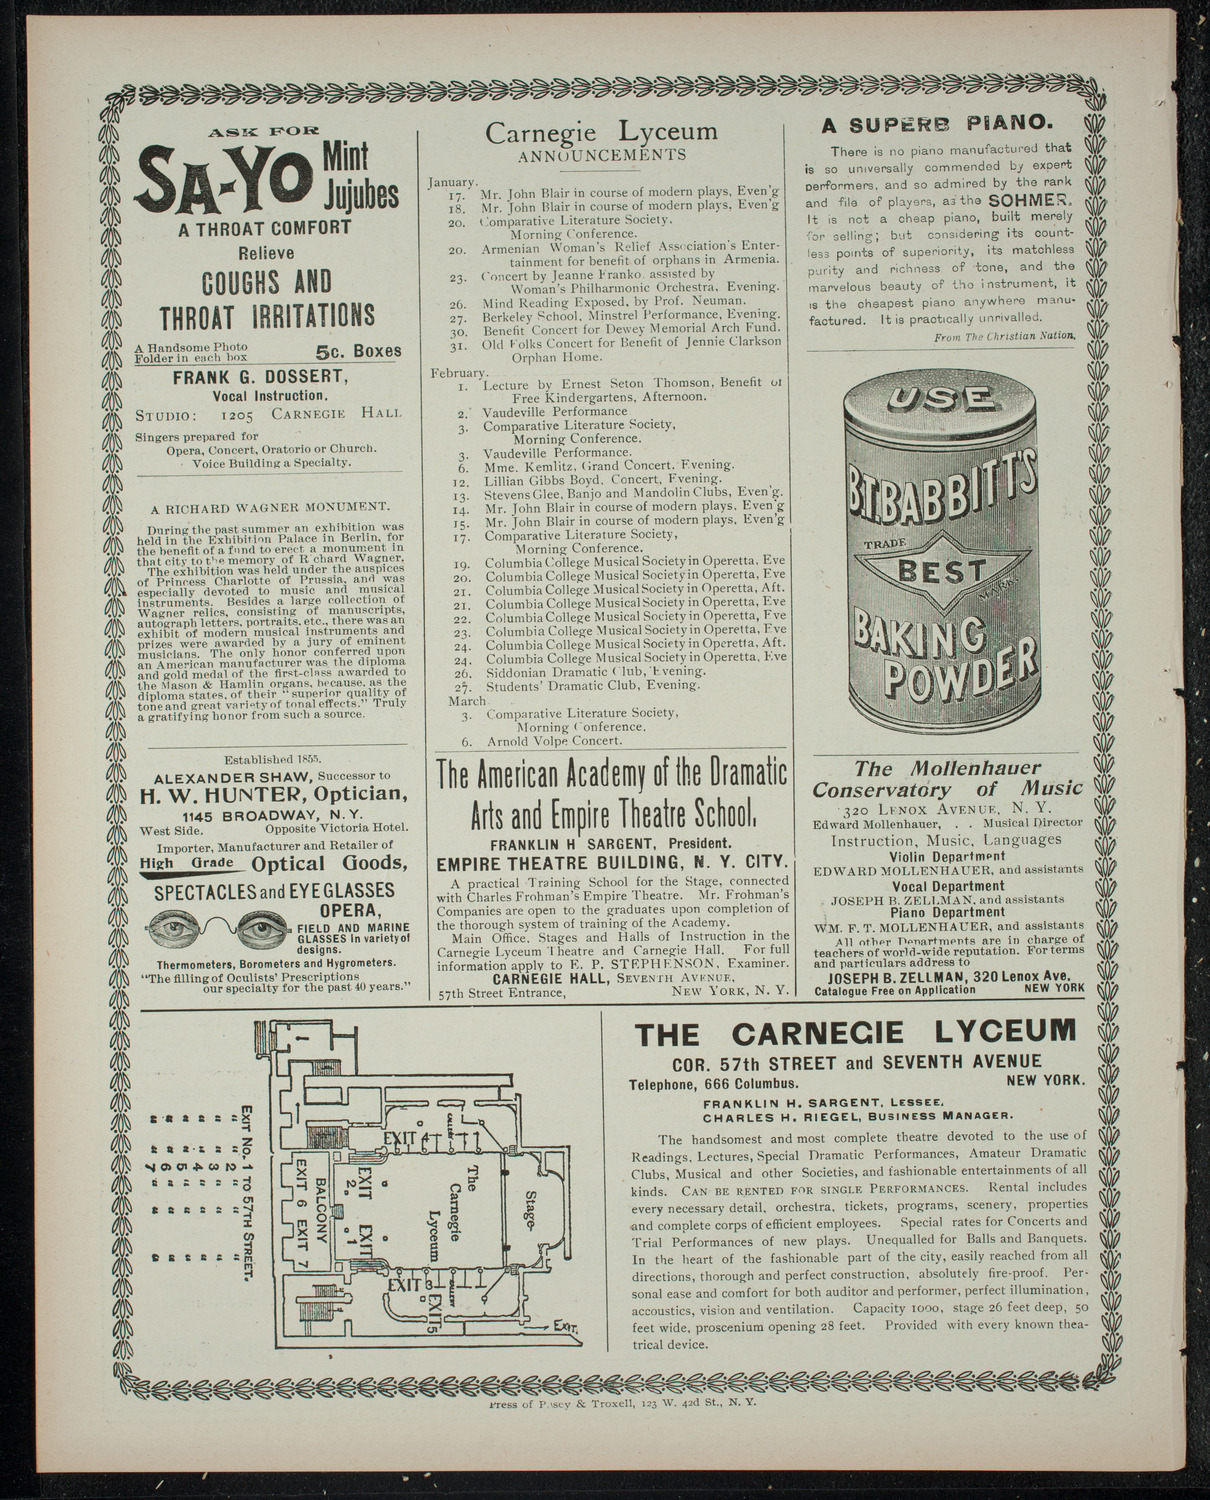 ASK FOR
SA-YO Mint
Jujubes
A THROAT COMFORT
Relieve
COUGHS AND
THROAT IRRITATIONS
A Handsome Photo
Folder in each box 5c. Boxes
FRANK G. DOSSERT,
Vocal Instruction.
STUDIO: 1205 CARNEGIE HALL
Singers prepared for
Opera, Concert, Oratorio or Church.
Voice Building a Specialty.
A RICHARD WAGNER MONUMENT.
During the past summer an exhibition was
held in the Exhibition Palace in Berlin, for
the benefit of a fund to erect a monument in
that city to the memory of Richard Wagner.
The exhibition was held under the auspices
of Princess Charlotte of Prussia, and was
especially devoted to music and musical
instruments. Besides a large collection of
Wagner relics, consisting of manuscripts,
autograph letters, portraits, etc., there was an
exhibit of modern musical instruments and
prizes were awarded by a jury of eminent
musicians. The only honor conferred upon
an American manufacturer was the diploma
and gold medal of the first-class awarded to
the Mason & Hamlin organs, because, as the
diploma states, of their "superior quality of
tone and great variety of tonal effects." Truly
a gratifying honor from such a source.
Established 1855.
ALEXANDER SHAW, Successor to
H. W. HUNTER, Optician,
1145 BROADWAY, N. Y.
West Side. Opposite Victoria Hotel.
Importer, Manufacturer and Retailer of
High Grade Optical Goods,
SPECTACLES and EYE GLASSES
OPERA,
FIELD AND MARINE
GLASSES in variety of
designs.
Thermometers, Borometers and Hygrometers.
"The filling of Oculists' Prescriptions
our specialty for the past 40 years."
Carnegie Lyceum
ANNOUNCEMENTS
January.
17. Mr. John Blair in course of modern plays, Even'g
18. Mr. John Blair in course of modern plays, Even'g
20. Comparative Literature Society.
Morning Conference.
20. Armenian Woman's Relief Association's Enter-
tainment for benefit of orphans in Armenia.
23. Concert by Jeanne Franko, assisted by
Woman's Philharmonic Orchestra, Evening.
26. Mind Reading Exposed, by Prof. Neuman.
27. Berkeley School, Minstrel Performance, Evening.
30. Benefit Concert for Dewey Memorial Arch Fund.
31. Old Folks Concert for Benefit of Jennie Clarkson
Orphan Home.
February.
1. Lecture by Ernest Seton Thomson, Benefit of
Free Kindergartens, Afternoon.
2. Vaudeville Performance
3. Comparative Literature Society,
Morning Conference.
3. Vaudeville Performance.
6. Mme. Kemlitz, Grand Concert, Evening.
12. Lillian Gibbs Boyd, Concert, Evening.
13. Stevens Glee, Banjo and Mandolin Clubs, Even'g.
14. Mr. John Blair in course of modern plays, Even'g
15. Mr. John Blair in course of modern plays, Even'g
17. Comparative Literature Society,
Morning Conference.
19. Columbia College Musical Society in Operetta, Eve
20. Columbia College Musical Society in Operetta, Eve
21. Columbia College Musical Society in Operetta, Aft.
21. Columbia College Musical Society in Operetta, Eve
22. Columbia College Musical Society in Operetta, Eve
23. Columbia College Musical Society in Operetta, Eve
24. Columbia College Musical Society in Operetta, Aft.
24. Columbia College Musical Society in Operetta, Eve
26. Siddonian Dramatic Club, Evening.
27. Students' Dramatic Club, Evening.
March
3. Comparative Literature Society,
Morning Conference.
6. Arnold Volpe Concert.
The American Academy of the Dramatic
Arts and Empire Theatre School,
FRANKLIN H SARGENT, President.
EMPIRE THEATRE BUILDING, N. Y. CITY.
A practical Training School for the Stage, connected
with Charles Frohman's Empire Theatre. Mr. Frohman's
Companies are open to the graduates upon completion of
the thorough system of training of the Academy.
Main Office, Stages and Halls of Instruction in the
Carnegie Lyceum Theatre and Carnegie Hall. For full
information apply to E. P. STEPHENSON, Examiner.
CARNEGIE HALL, SEVENTH AVENUE,
57th Street Entrance, NEW YORK, N. Y.
A SUPERB PIANO.
There is no piano manufactured that
is so universally commended by expert
performers, and so admired by the rank
and file of players, as the SOHMER.
It is not a cheap piano, built merely
for selling; but considering its count-
less points of superiority, its matchless
purity and richness of tone, and the
marvelous beauty of the instrument, it
is the cheapest piano anywhere manu-
factured. It is practically unrivalled.
From The Christian Nation.
USE
B.T. BABBITT'S
TRADE
BEST
MARK
BAKING
POWDER
The Mollenhauer
Conservatory of Music
320 LENOX AVENUE, N. Y.
Edward Mollenhauer, . . Musical Director
Instruction, Music, Languages
Violin Department
EDWARD MOLLENHAUER, and assistants
Vocal Department
JOSEPH B. ZELLMAN, and assistants
Piano Department
WM. F. T. MOLLENHAUER, and assistants
All other Departments are in charge of
teachers of world-wide reputation. For terms
and particulars address to
JOSEPH B. ZELLMAN, 320 Lenox Ave,
Catalogue Free on Application NEW YORK
EXIT NO. 1 TO 57TH STREET.
" " 2 " " "
" " 3 " " "
" " 4 " " "
" " 5 " " "
" " 6 " " "
" " 7 " " "
EXIT 4
GALLERY
EXIT 2
EXIT 1
EXIT 6 EXIT 7
BALCONY
The
Carnegie
Lyceum
Stage
EXIT 3
GALLERY
EXIT 5
EXIT.
THE CARNEGIE LYCEUM
COR. 57th STREET and SEVENTH AVENUE
Telephone, 666 Columbus. NEW YORK.
FRANKLIN H. SARGENT, LESSEE.
CHARLES H. RIEGEL, BUSINESS MANAGER.
The handsomest and most complete theatre devoted to the use of
Readings, Lectures, Special Dramatic Performances, Amateur Dramatic
Clubs, Musical and other Societies, and fashionable entertainments of all
kinds. CAN BE RENTED FOR SINGLE PERFORMANCES. Rental includes
every necessary detail, orchestra, tickets, programs, scenery, properties
and complete corps of efficient employees. Special rates for Concerts and
Trial Performances of new plays. Unequalled for Balls and Banquets.
In the heart of the fashionable part of the city, easily reached from all
directions, thorough and perfect construction, absolutely fire-proof. Per-
sonal ease and comfort for both auditor and performer, perfect illumination,
accoustics, vision and ventilation. Capacity 1000, stage 26 feet deep, 50
feet wide, proscenium opening 28 feet. Provided with every known thea-
trical device.
Press of & Troxell, 123 W. 42d St., N. Y.